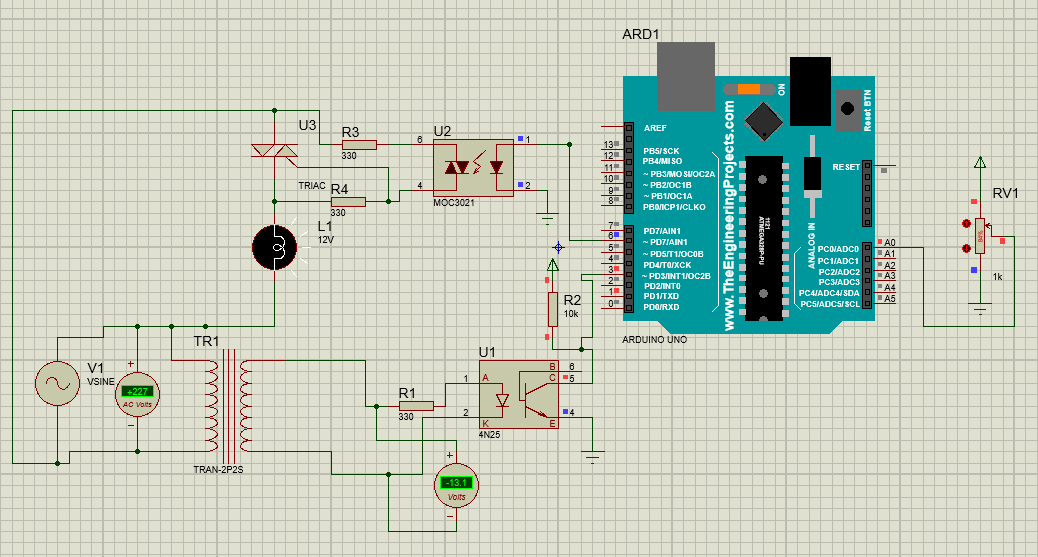 ARD1
ON
Reset BTN
www.TheEngineeringProjects.com
1121
ATMEGA328P-PU
ANALOG IN
AREF
13 PB5/SCK
12 PB4/MISO
11 ~ PB3/MOSI/OC2A
10 ~ PB2/OC1B
9 ~ PB1/OC1A
8 PB0/ICP1/CLKO
7 PD7/AIN1
6 ~ PD7/AIN1
5 ~ PD5/T1/OC0B
4 PD4/T0/XCK
3 ~ PD3/INT1/OC2B
2 PD2/INT0
1 PD1/TXD
0 PD0/RXD
RESET
PC0/ADC0 A0
PC1/ADC1 A1
PC2/ADC2 A2
PC3/ADC3 A3
PC4/ADC4/SDA A4
PC5/ADC5/SCL A5
ARDUINO UNO
RV1
1k
U3
TRIAC
R3
330
R4
330
U2
6
4
1
2
MOC3021
L1
12V
R2
10k
V1
VSINE
+
+227
AC Volts
−
TR1
TRAN-2P2S
R1
330
U1
1 A
2 K
B 6
C 5
E 4
4N25
+
-13.1
Volts
−